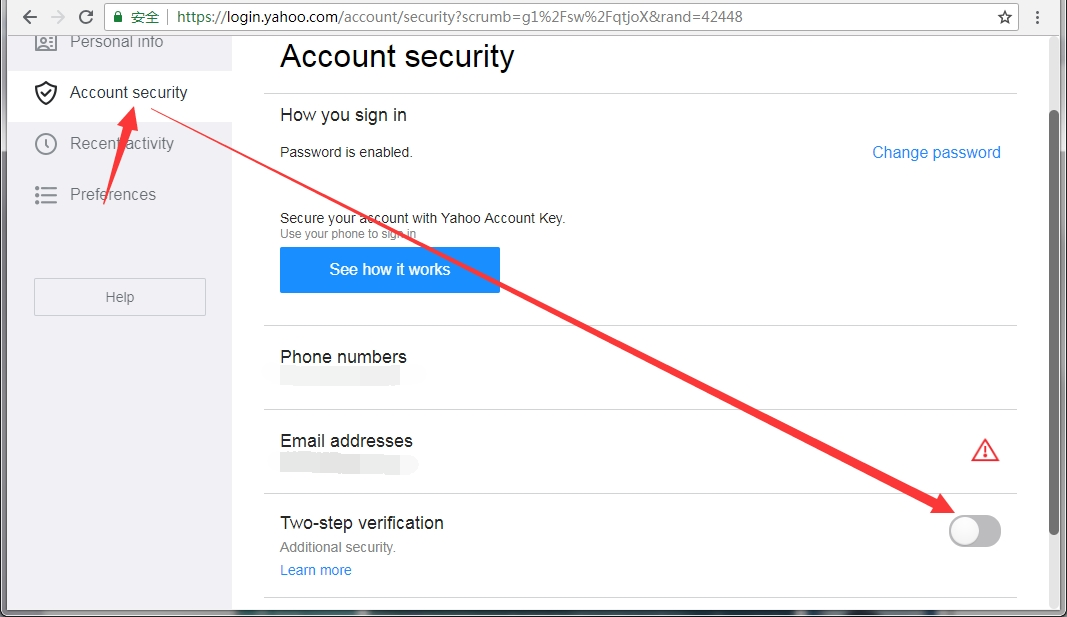 安全
https://login.yahoo.com/account/security?scrumb=g1%2Fsw%2FqtjoX&rand=42448
Personal info
Account security
Recent activity
Preferences
Help
Account security
How you sign in
Password is enabled.
Change password
Secure your account with Yahoo Account Key.
Use your phone to sign in
See how it works
Phone numbers
Email addresses
Two-step verification
Additional security.
Learn more